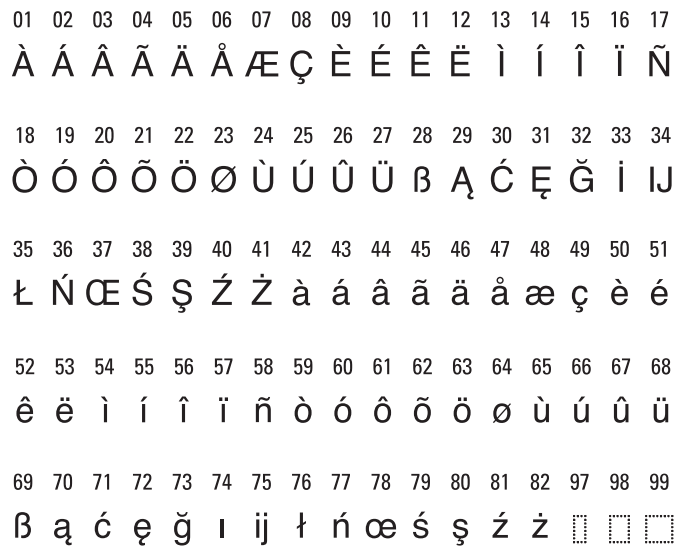 01 02 03 04 05 06 07 08 09 10 11 12 13 14 15 16 17
À Á Â Ã Ä Å Æ Ç È É Ê Ë Ì Í Î Ï Ñ
18 19 20 21 22 23 24 25 26 27 28 29 30 31 32 33 34
Ò Ó Ô Õ Ö Ø Ù Ú Û Ü ß Ą Ć Ę Ğ İ IJ
35 36 37 38 39 40 41 42 43 44 45 46 47 48 49 50 51
Ł Ń Œ Ś Ş Ź Ż à á â ã ä å æ ç è é
52 53 54 55 56 57 58 59 60 61 62 63 64 65 66 67 68
ê ë ì í î ï ñ ò ó ô õ ö ø ù ú û ü
69 70 71 72 73 74 75 76 77 78 79 80 81 82 97 98 99
ß ą ć ę ğ ı ij ł ń œ ś ş ź ż